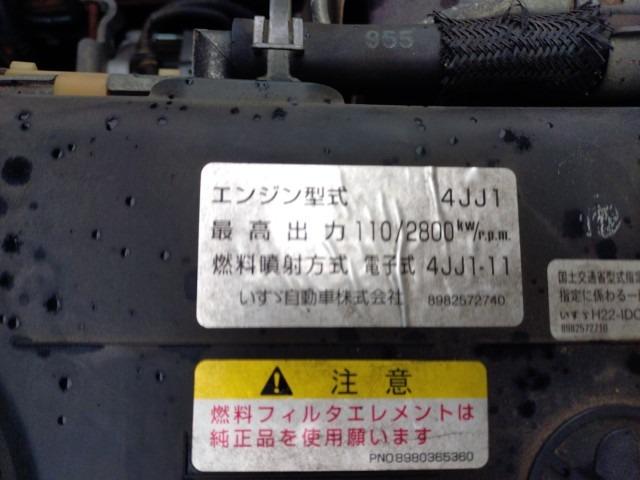 955
エンジン型式 4JJ1
最高出力 110/2800kw/r.p.m.
燃料噴射方式 電子式 4JJ1-11
いすゞ自動車株式会社 8982572740
国土交通省型式指定
指定に係わる一
いすゞH22-IDC
8982572710
注意
燃料フィルタエレメントは
純正品を使用願います
PNO8980365360